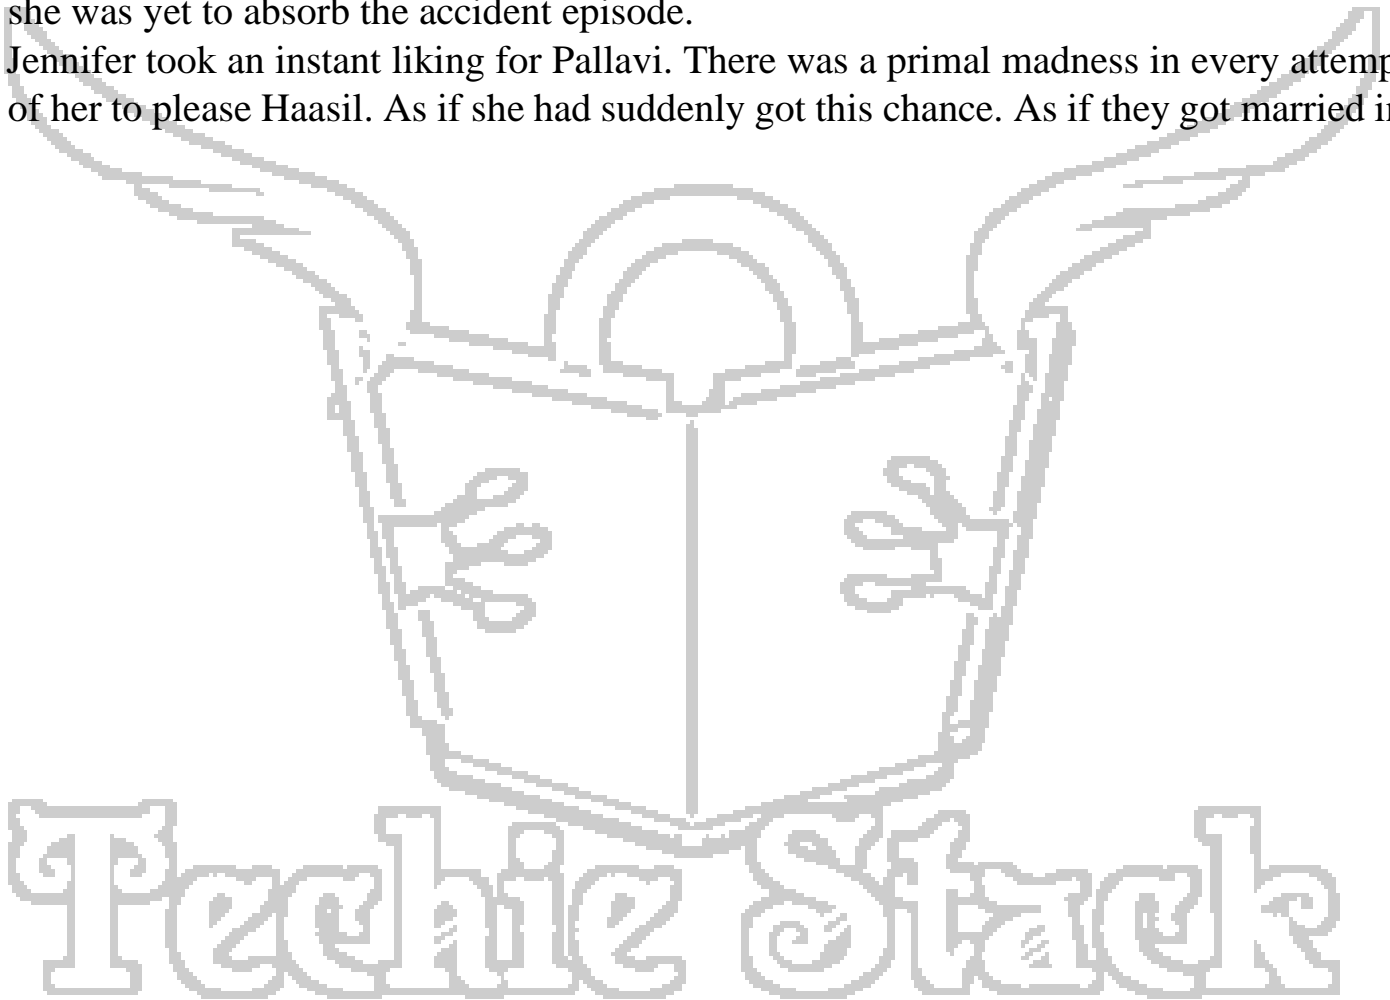 she was yet to absorb the accident episode.
Jennifer took an instant liking for Pallavi. There was a primal madness in every
of her to please Haasil. As if she had suddenly got this chance. As if they got married
Techie Stack